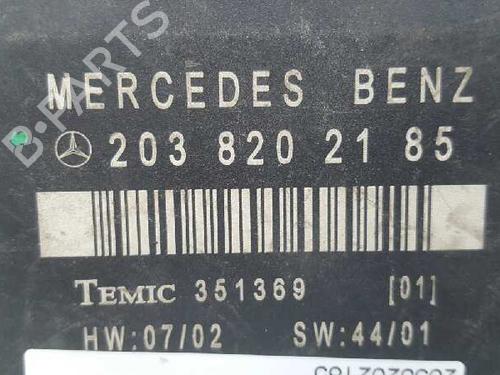 B-PARTS
MERCEDES BENZ
203 820 21 85
TEMIC 351369 [01]
HW:07/02 SW:44/01